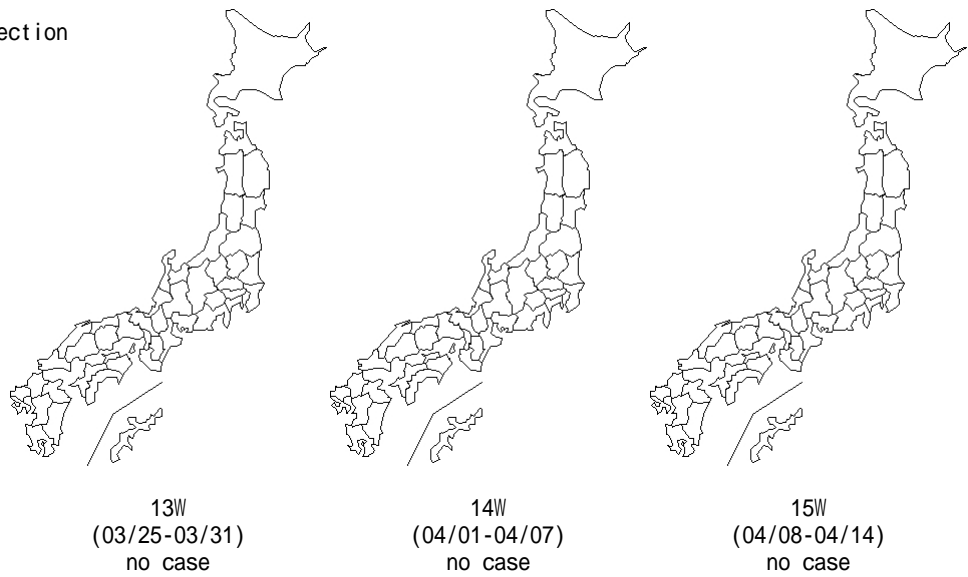 ection
13W
(03/25-03/31)
no case
14W
(04/01-04/07)
no case
15W
(04/08-04/14)
no case